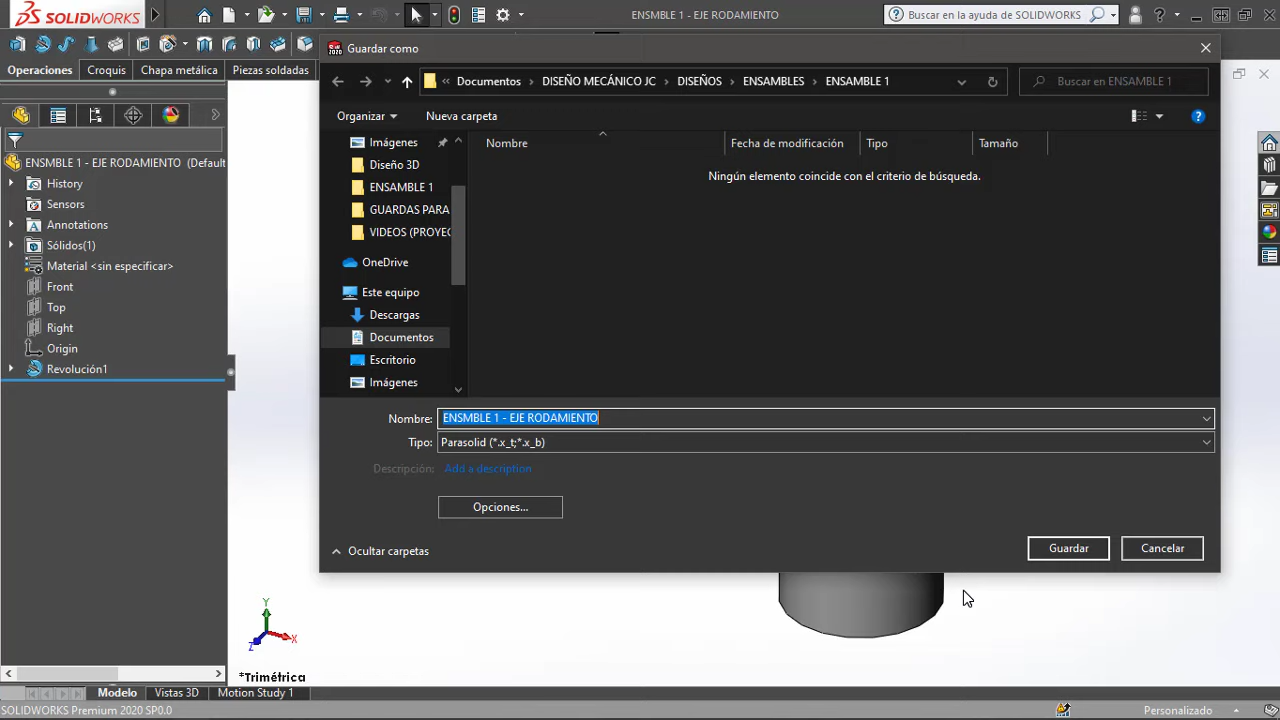 SOLIDWORKS
ENSMBLE 1 - EJE RODAMIENTO
Buscar en la ayuda de SOLIDWORKS
Operaciones
Croquis
Chapa metálica
Piezas soldadas
ENSMBLE 1 - EJE RODAMIENTO (Default
History
Sensors
Annotations
Sólidos(1)
Material <sin especificar>
Front
Top
Right
Origin
Revolución1
2020
Guardar como
«
Documentos
DISEÑO MECÁNICO JC
DISEÑOS
ENSAMBLES
ENSAMBLE 1
Buscar en ENSAMBLE 1
Organizar
Nueva carpeta
Imágenes
Diseño 3D
ENSAMBLE 1
GUARDAS PARA
VIDEOS (PROYEC
OneDrive
Este equipo
Descargas
Documentos
Escritorio
Imágenes
Nombre
Fecha de modificación
Tipo
Tamaño
Ningún elemento coincide con el criterio de búsqueda.
Nombre:
ENSMBLE 1 - EJE RODAMIENTO
Tipo:
Parasolid (*.x_t;*.x_b)
Descripción:
Add a description
Opciones...
Ocultar carpetas
Guardar
Cancelar
Y
X
Z
*Trimétrica
Modelo
Vistas 3D
Motion Study 1
SOLIDWORKS Premium 2020 SP0.0
Personalizado